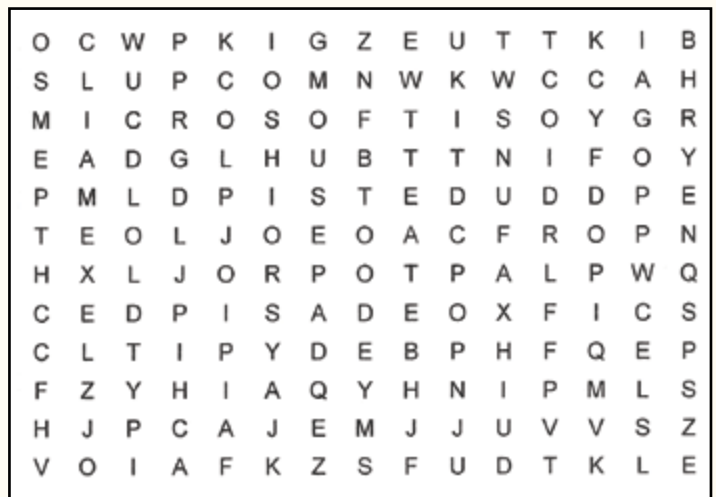 O C W P K I G Z E U T T K I B
S L U P C O M N W K W C C A H
M I C R O S O F T I S O Y G R
E A D G L H U B T T N I F O Y
P M L D P I S T E D U D D P E
T E O L J O E O A C F R O P N
H X L J O R P O T P A L P W Q
C E D P I S A D E O X F I C S
C L T I P Y D E B P H F Q E P
F Z Y H I A Q Y H N I P M L S
H J P C A J E M J J U V V S Z
V O I A F K Z S F U D T K L E